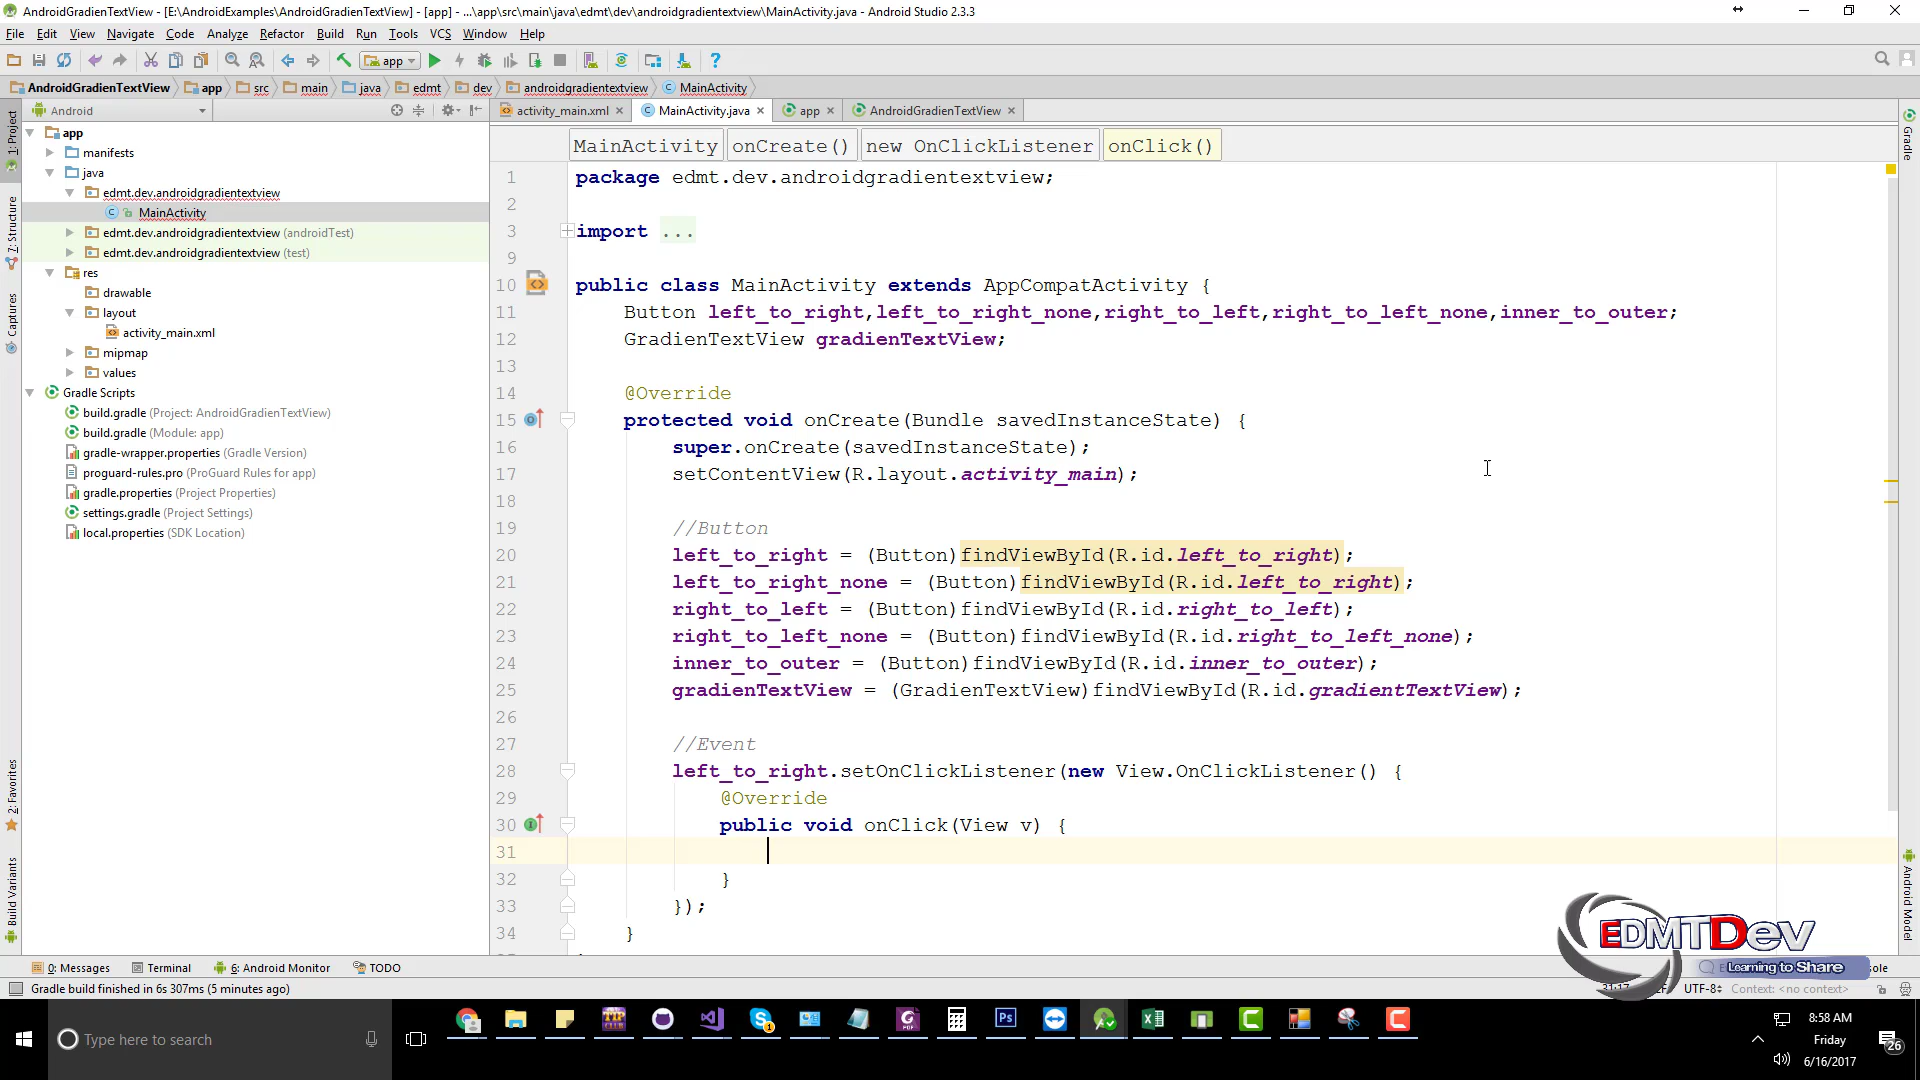 AndroidGradienTextView - [E:\AndroidExamples\AndroidGradienTextView] - [app] - ...\app\src\main\java\edmt\dev\androidgradientextview\MainActivity.java - Android Studio 2.3.3
File Edit View Navigate Code Analyze Refactor Build Run Tools VCS Window Help
app
AndroidGradienTextView app src main java edmt dev androidgradientextview MainActivity
Android
activity_main.xml MainActivity.java app AndroidGradienTextView
MainActivity onCreate() new OnClickListener onClick()
1: Project
7: Structure
Captures
2: Favorites
Build Variants
app
manifests
java
edmt.dev.androidgradientextview
MainActivity
edmt.dev.androidgradientextview (androidTest)
edmt.dev.androidgradientextview (test)
res
drawable
layout
activity_main.xml
mipmap
values
Gradle Scripts
build.gradle (Project: AndroidGradienTextView)
build.gradle (Module: app)
gradle-wrapper.properties (Gradle Version)
proguard-rules.pro (ProGuard Rules for app)
gradle.properties (Project Properties)
settings.gradle (Project Settings)
local.properties (SDK Location)
1 package edmt.dev.androidgradientextview;
2
3 import ...
9
10 public class MainActivity extends AppCompatActivity {
11 Button left_to_right,left_to_right_none,right_to_left,right_to_left_none,inner_to_outer;
12 GradienTextView gradienTextView;
13
14 @Override
15 protected void onCreate(Bundle savedInstanceState) {
16 super.onCreate(savedInstanceState);
17 setContentView(R.layout.activity_main);
18
19 //Button
20 left_to_right = (Button)findViewById(R.id.left_to_right);
21 left_to_right_none = (Button)findViewById(R.id.left_to_right);
22 right_to_left = (Button)findViewById(R.id.right_to_left);
23 right_to_left_none = (Button)findViewById(R.id.right_to_left_none);
24 inner_to_outer = (Button)findViewById(R.id.inner_to_outer);
25 gradienTextView = (GradienTextView)findViewById(R.id.gradientTextView);
26
27 //Event
28 left_to_right.setOnClickListener(new View.OnClickListener() {
29 @Override
30 public void onClick(View v) {
31
32 }
33 });
34 }
Gradle
Android Model
EDMTDev
Learning to Share
0: Messages Terminal 6: Android Monitor TODO
Gradle build finished in 6s 307ms (5 minutes ago)
31:17 UTF-8 Context: <no context>
Type here to search
8:58 AM
Friday
6/16/2017
26